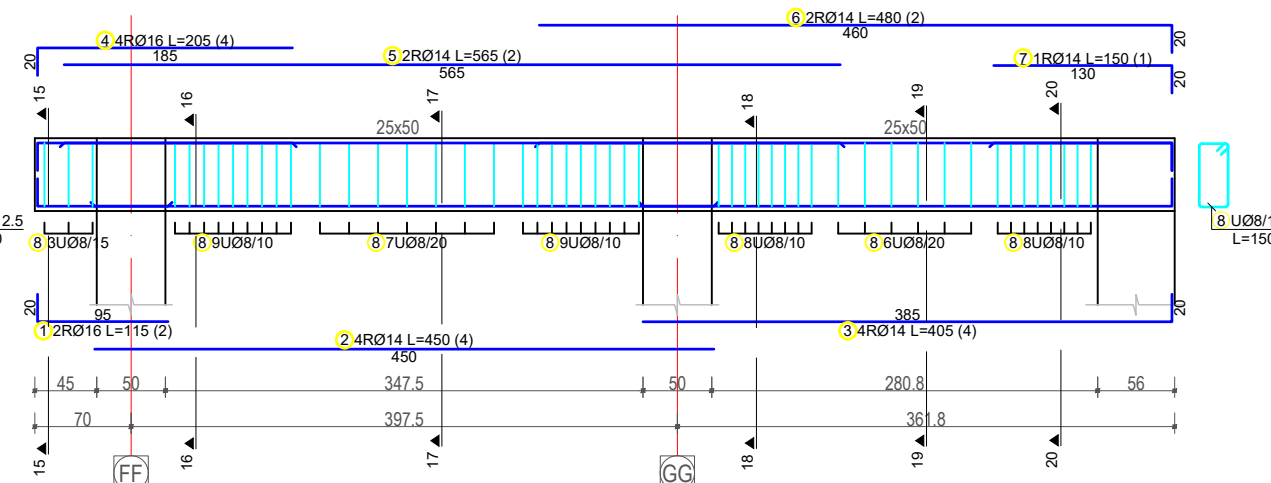 ⑥ 2RØ14 L=480 (2)
460
20
④ 4RØ16 L=205 (4)
185
20
⑤ 2RØ14 L=565 (2)
565
⑦ 1RØ14 L=150 (1)
130
20
15
16
17
18
19
20
25x50
25x50
2.5
⑧ 3UØ8/15
⑧ 9UØ8/10
⑧ 7UØ8/20
⑧ 9UØ8/10
⑧ 8UØ8/10
⑧ 6UØ8/20
⑧ 8UØ8/10
⑧ UØ8/1
L=150
20
95
① 2RØ16 L=115 (2)
② 4RØ14 L=450 (4)
450
385
③ 4RØ14 L=405 (4)
20
45 50 347.5 50 280.8 56
70 397.5 361.8
15
16
17
18
19
20
FF
GG